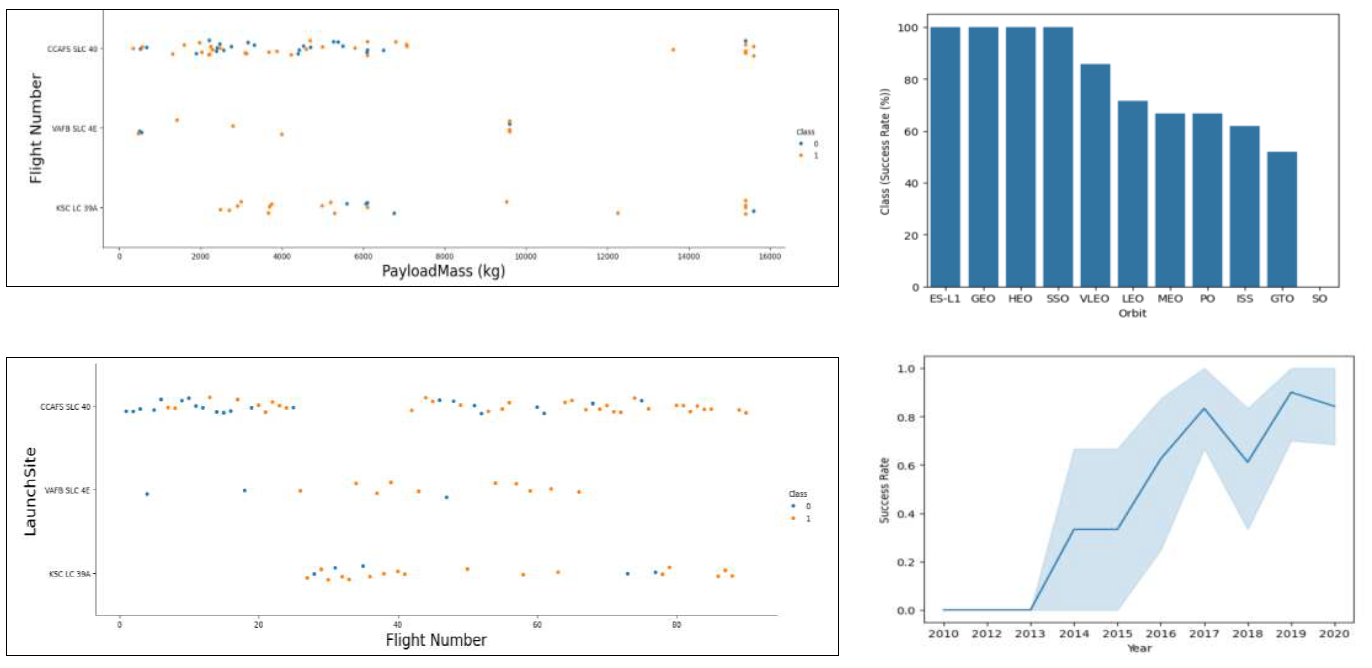 Flight Number
CCAFS SLC 40
VAFB SLC 4E
KSC LC 39A
0 2000 4000 6000 8000 10000 12000 14000 16000
PayloadMass (kg)
Class
0
1
Class (Success Rate (%))
100
80
60
40
20
0
ES-L1 GEO HEO SSO VLEO LEO MEO PO ISS GTO SO
Orbit
LaunchSite
CCAFS SLC 40
VAFB SLC 4E
KSC LC 39A
0 20 40 60 80
Flight Number
Class
0
1
Success Rate
1.0
0.8
0.6
0.4
0.2
0.0
2010 2012 2013 2014 2015 2016 2017 2018 2019 2020
Year